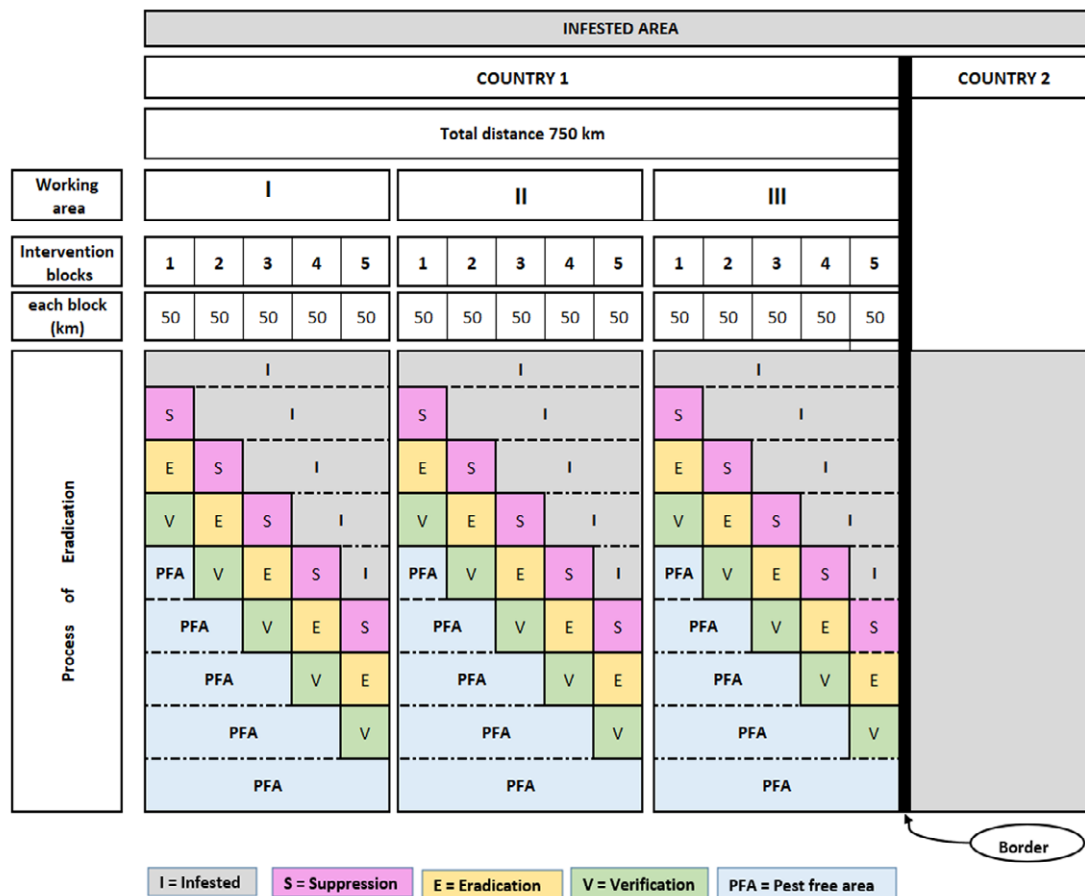 INFESTED AREA
COUNTRY 1 COUNTRY 2
Total distance 750 km
Working
area
I II III
Intervention
blocks
1 2 3 4 5 1 2 3 4 5 1 2 3 4 5
each block
(km)
50 50 50 50 50 50 50 50 50 50 50 50 50 50 50
Process of Eradication
I I I
S I S I S I
E S I E S I E S I
V E S I V E S I V E S I
PFA V E S I PFA V E S I PFA V E S I
PFA V E S PFA V E S PFA V E S
PFA V E PFA V E PFA V E
PFA V PFA V PFA V
PFA PFA PFA
Border
I = Infested S = Suppression E = Eradication V = Verification PFA = Pest free area